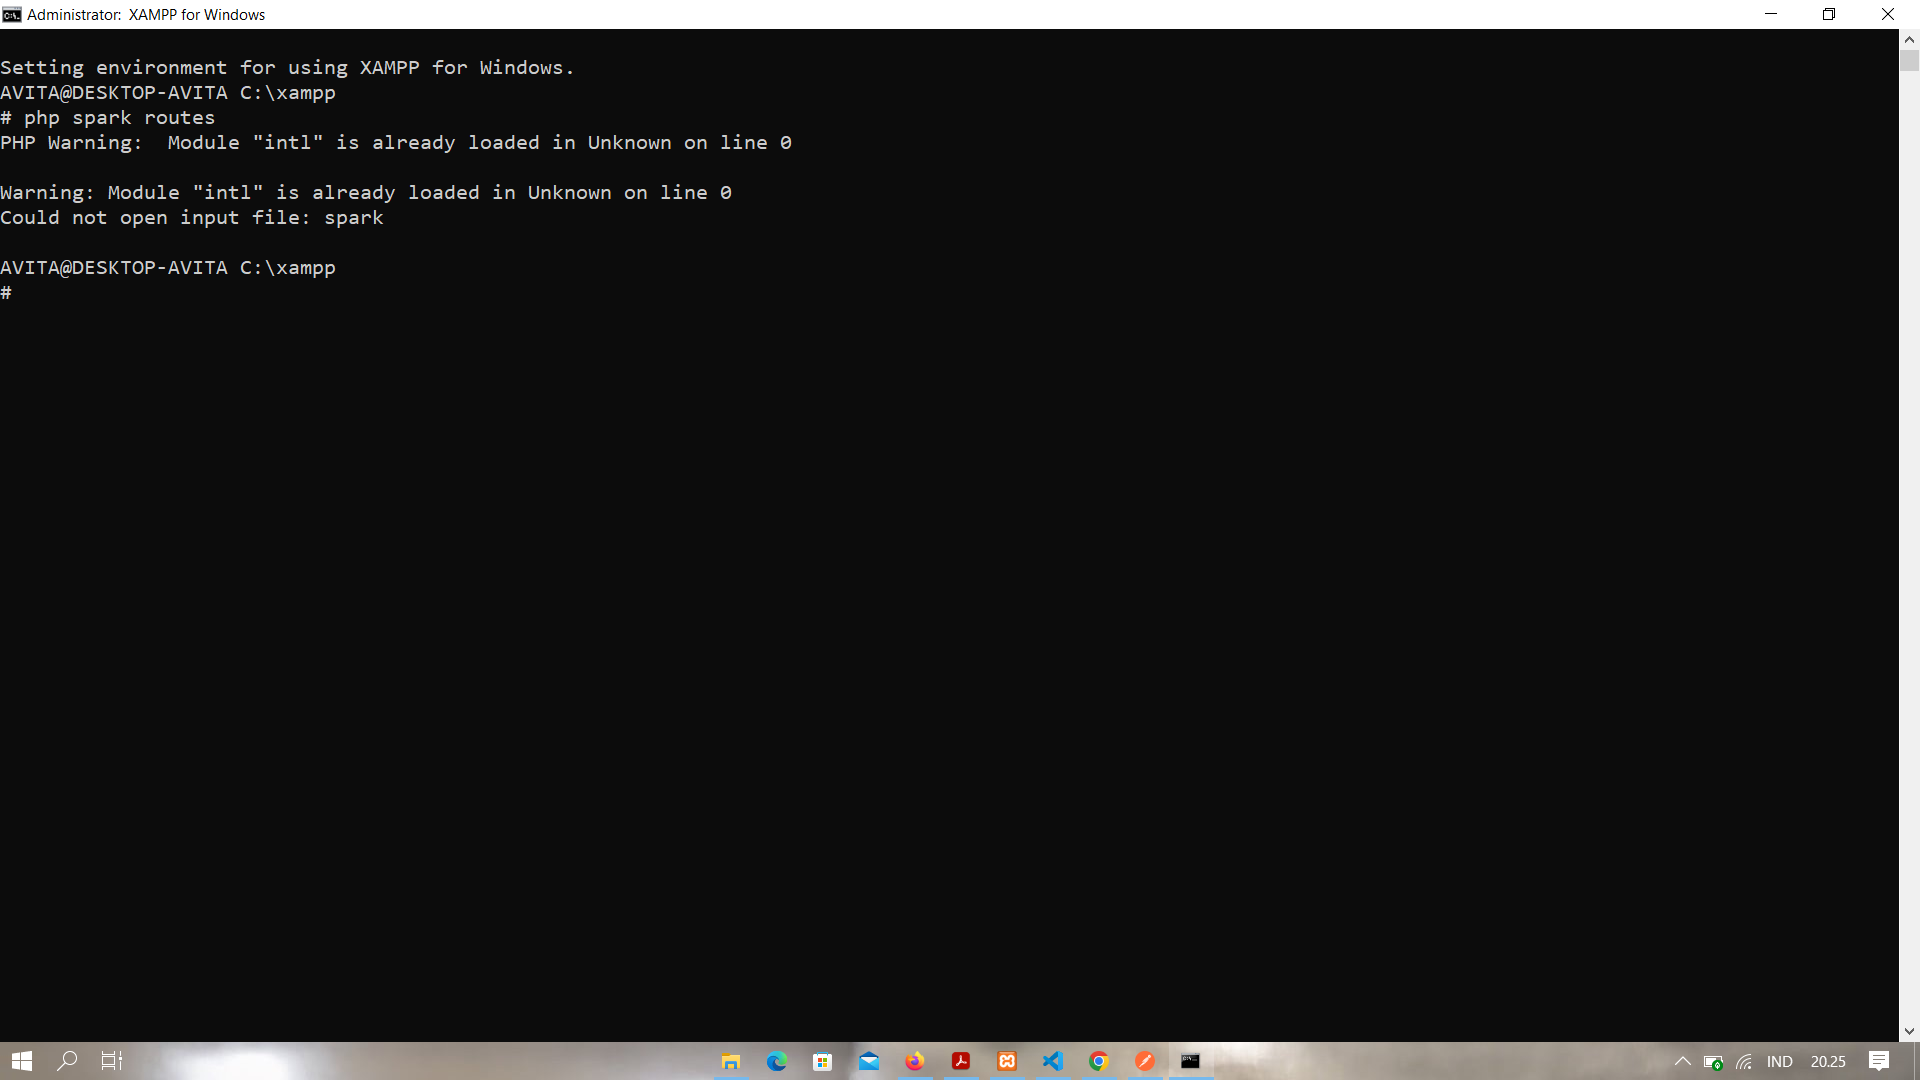 Administrator:  XAMPP for Windows
Setting environment for using XAMPP for Windows.
AVITA@DESKTOP-AVITA C:\xampp
# php spark routes
PHP Warning:  Module "intl" is already loaded in Unknown on line 0
Warning: Module "intl" is already loaded in Unknown on line 0
Could not open input file: spark
AVITA@DESKTOP-AVITA C:\xampp
#
IND 20.25